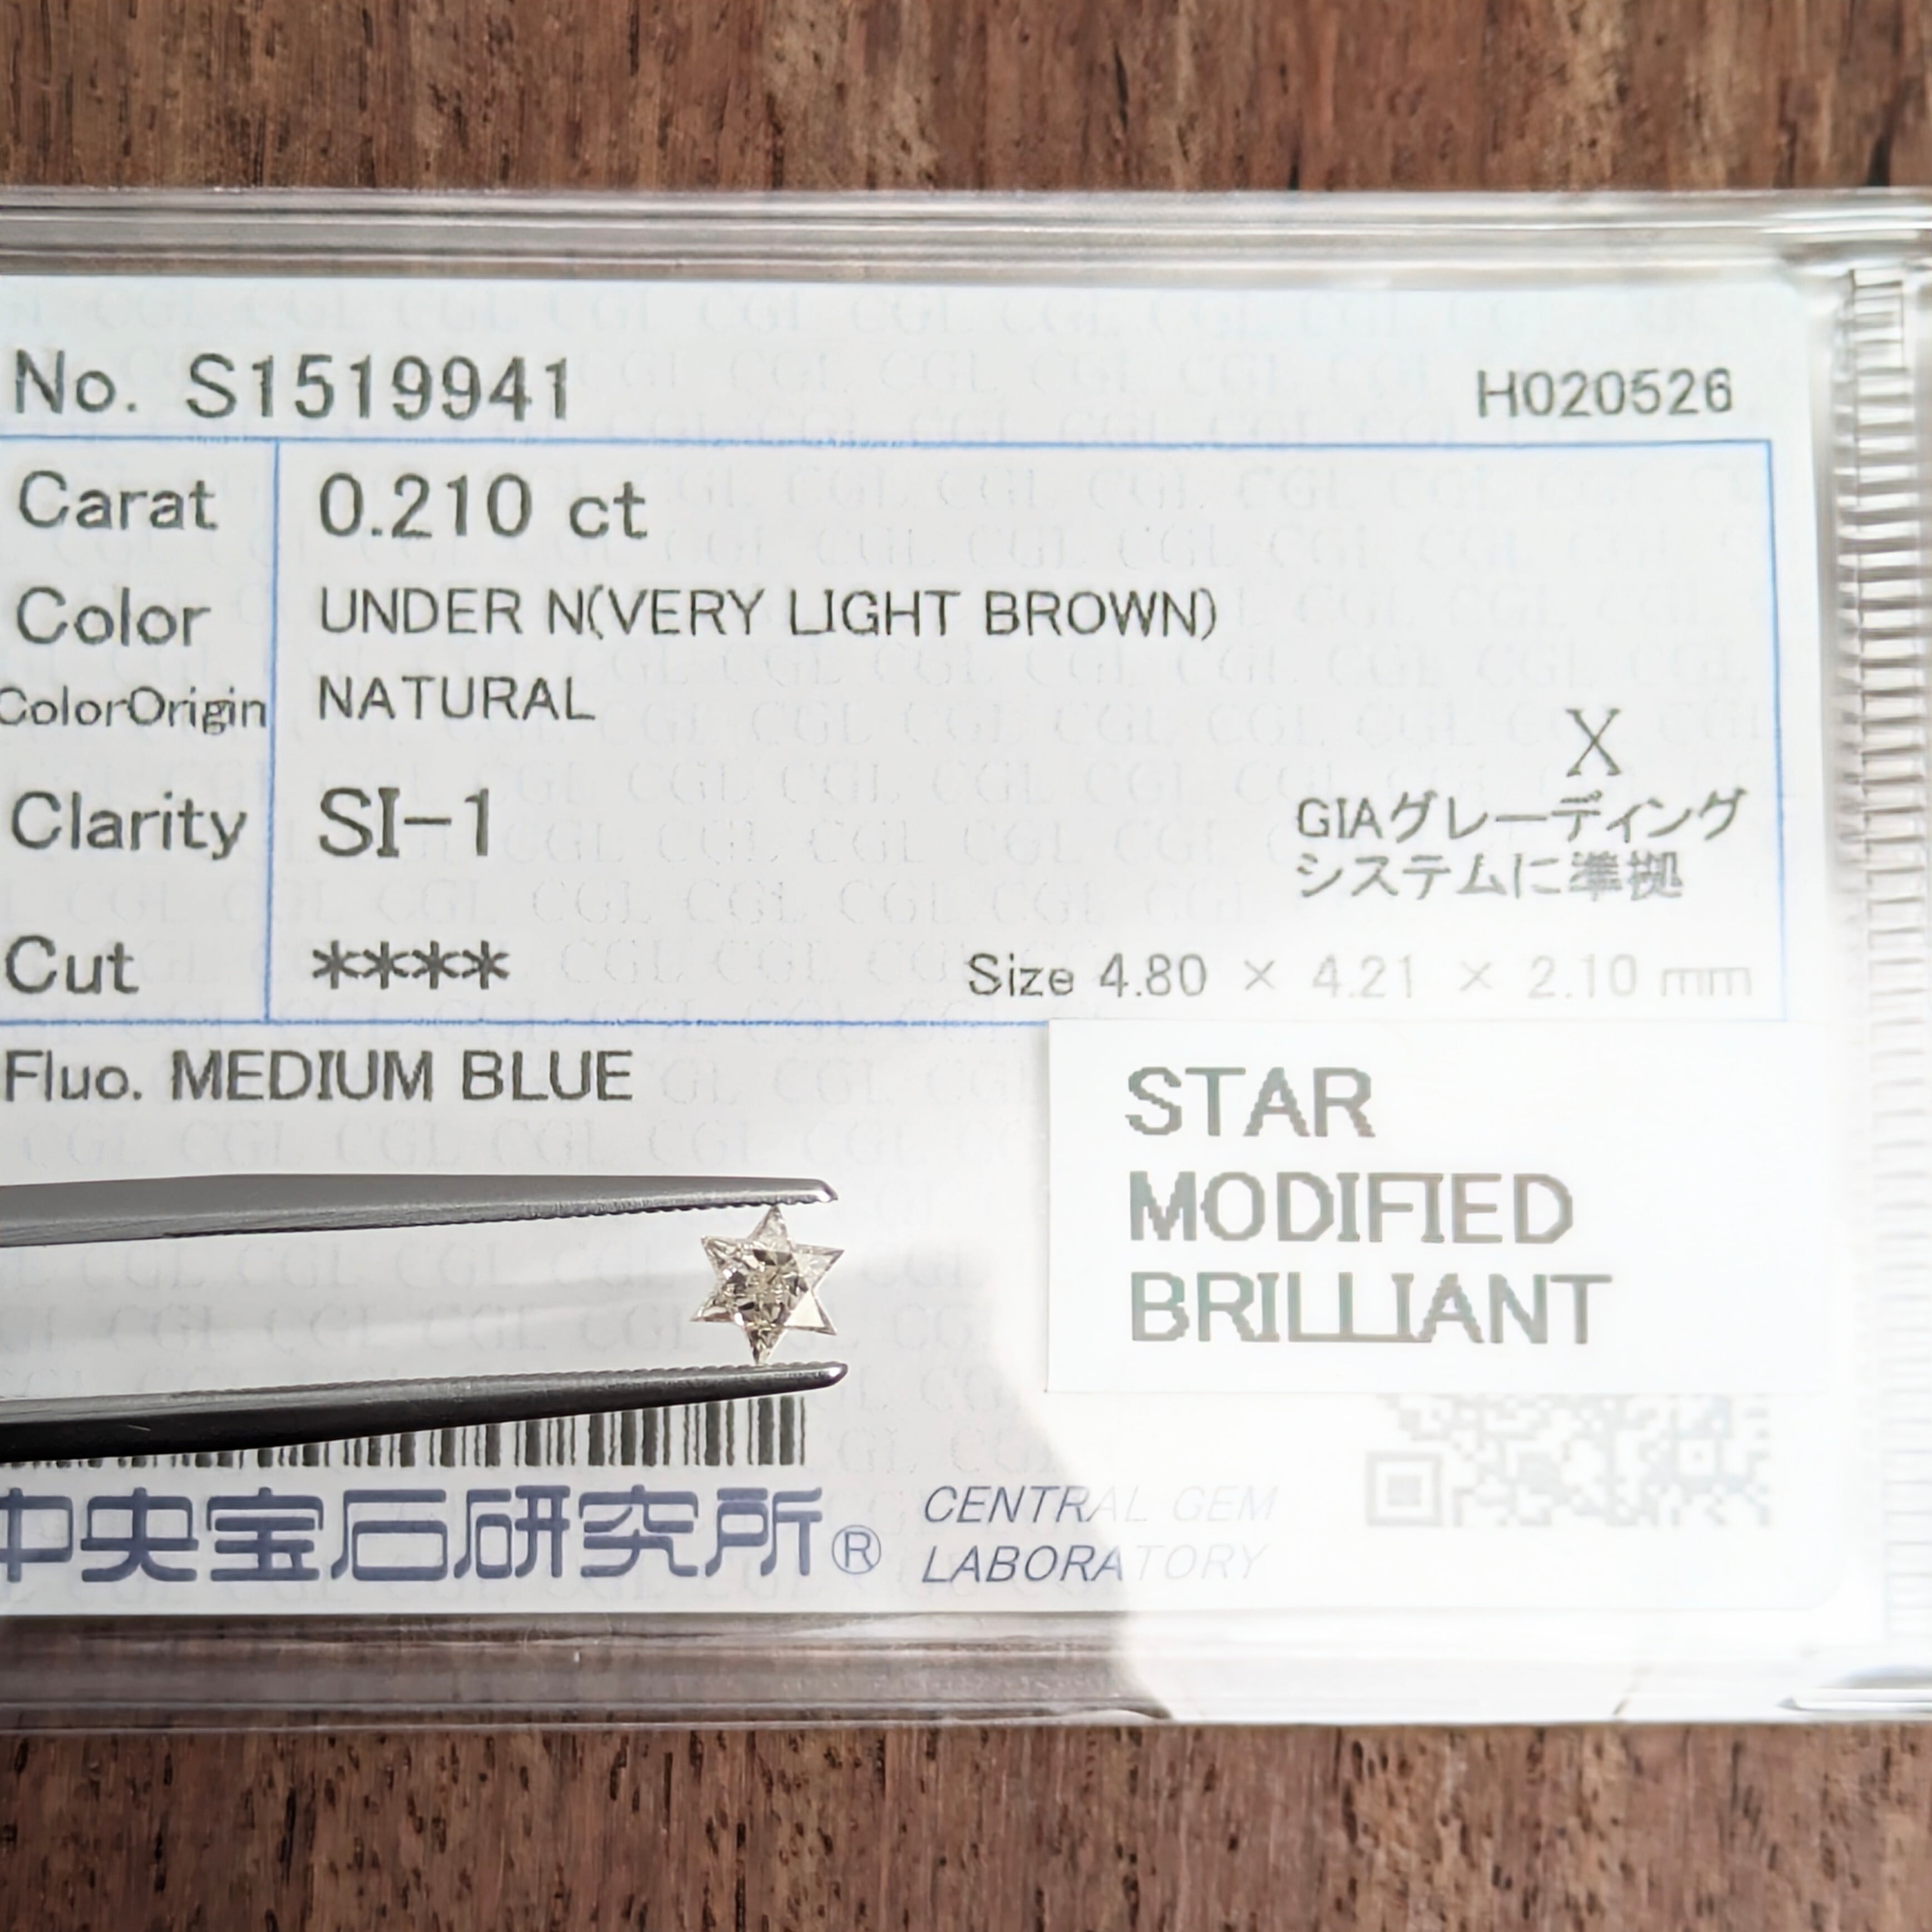 No. S1519941 H020526
Carat 0.210 ct
Color UNDER N(VERY LIGHT BROWN)
ColorOrigin NATURAL
X
Clarity SI-1 GIAグレーディング
システムに準拠
Cut **** Size 4.80 × 4.21 × 2.10 mm
Fluo. MEDIUM BLUE
STAR
MODIFIED
BRILLIANT
中央宝石研究所® CENTRAL GEM
LABORATORY